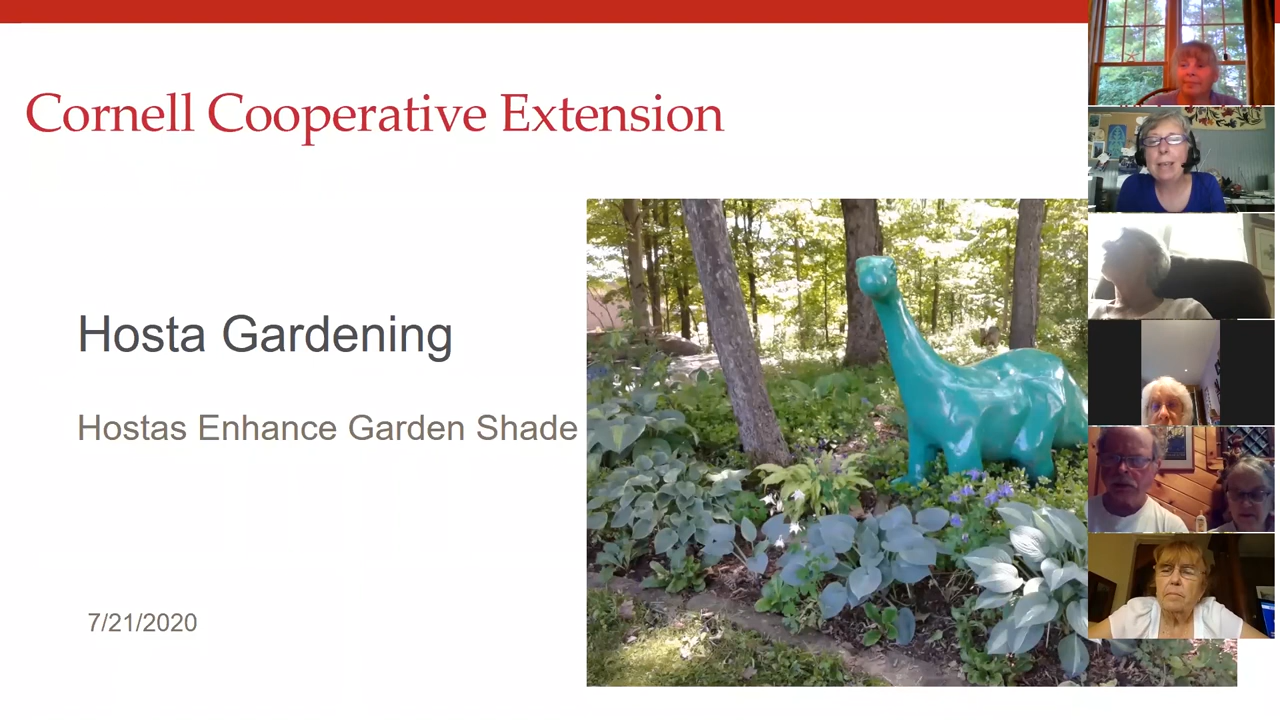 Cornell Cooperative Extension
Hosta Gardening
Hostas Enhance Garden Shade
7/21/2020